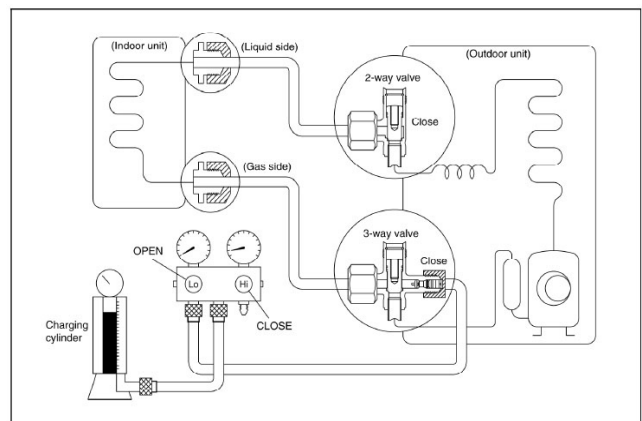 (Indoor unit)
(Liquid side)
(Outdoor unit)
2-way valve
Close
(Gas side)
3-way valve
Close
OPEN
Lo
Hi
CLOSE
Charging
cylinder